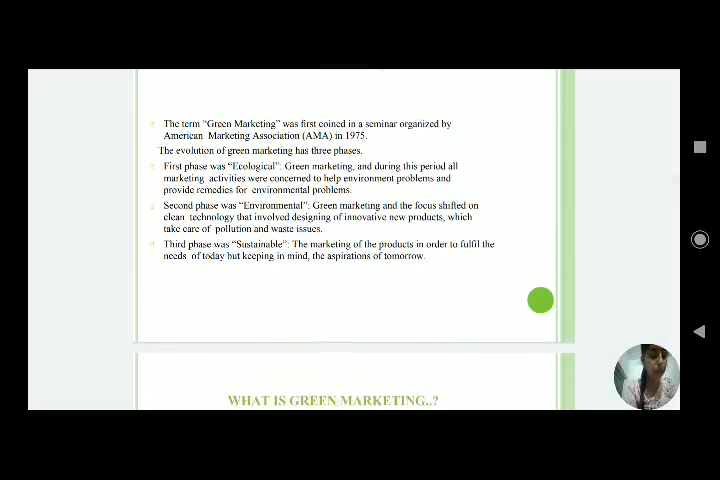 The term “Green Marketing” was first coined in a seminar organized by
American Marketing Association (AMA) in 1975.
The evolution of green marketing has three phases.
First phase was “Ecological”: Green marketing, and during this period all
marketing activities were concerned to help environment problems and
provide remedies for environmental problems.
Second phase was “Environmental”: Green marketing and the focus shifted on
clean technology that involved designing of innovative new products, which
take care of pollution and waste issues.
Third phase was “Sustainable”: The marketing of the products in order to fulfil the
needs of today but keeping in mind, the aspirations of tomorrow.
WHAT IS GREEN MARKETING..?